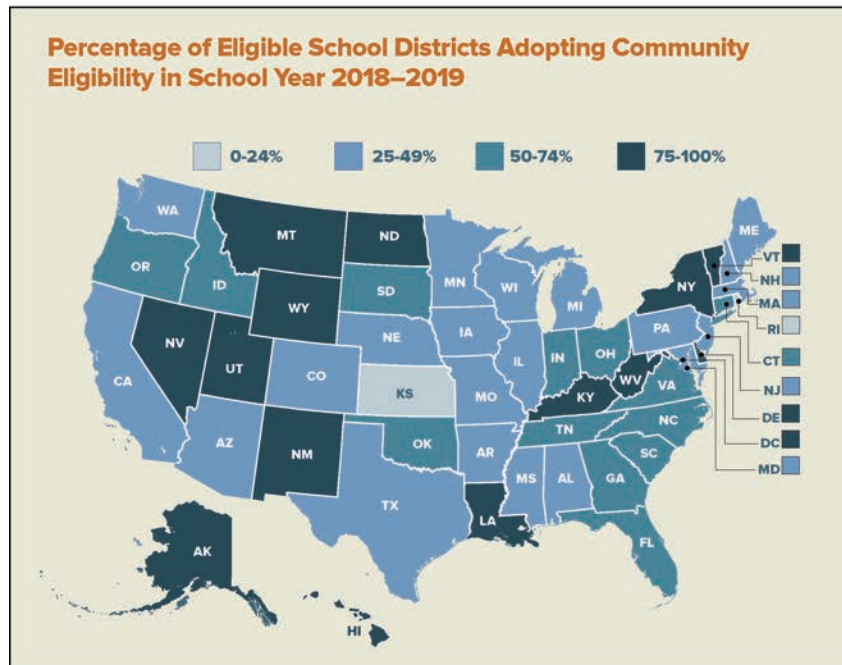 Percentage of Eligible School Districts Adopting Community
Eligibility in School Year 2018–2019
0-24%
25-49%
50-74%
75-100%
WA
MT
ND
MN
ME
VT
OR
ID
SD
WI
MI
NY
NH
WY
MA
NE
IA
PA
RI
NV
UT
CO
IL
IN
OH
CT
CA
KS
MO
KY
WV
VA
NJ
AZ
NM
OK
AR
TN
NC
DE
SC
DC
TX
MS
AL
GA
MD
LA
FL
AK
HI